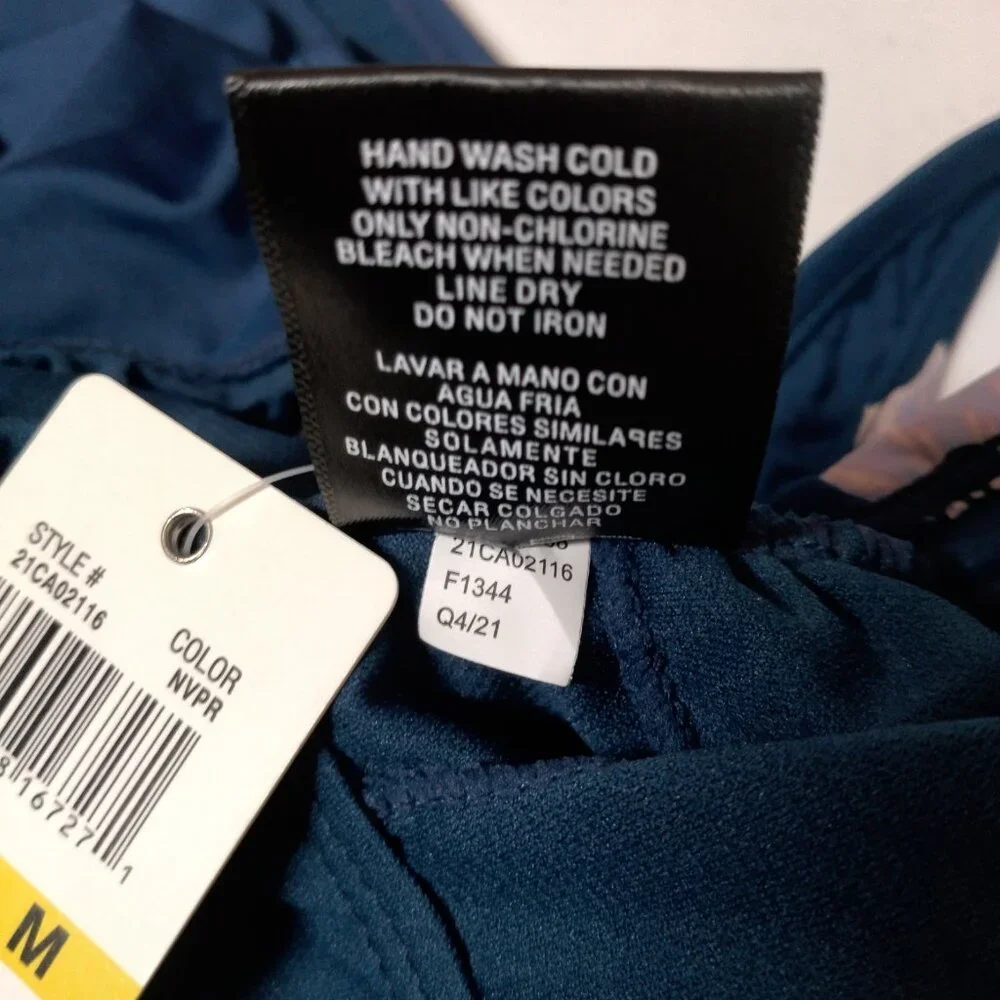 HAND WASH COLD
WITH LIKE COLORS
ONLY NON-CHLORINE
BLEACH WHEN NEEDED
LINE DRY
DO NOT IRON
LAVAR A MANO CON
AGUA FRIA
CON COLORES SIMILARES
SOLAMENTE
BLANQUEADOR SIN CLORO
CUANDO SE NECESITE
SECAR COLGADO
NO PLANCHAR
21CA02116
F1344
Q4/21
STYLE #
21CA02116
COLOR
NVPR
816727 1
M